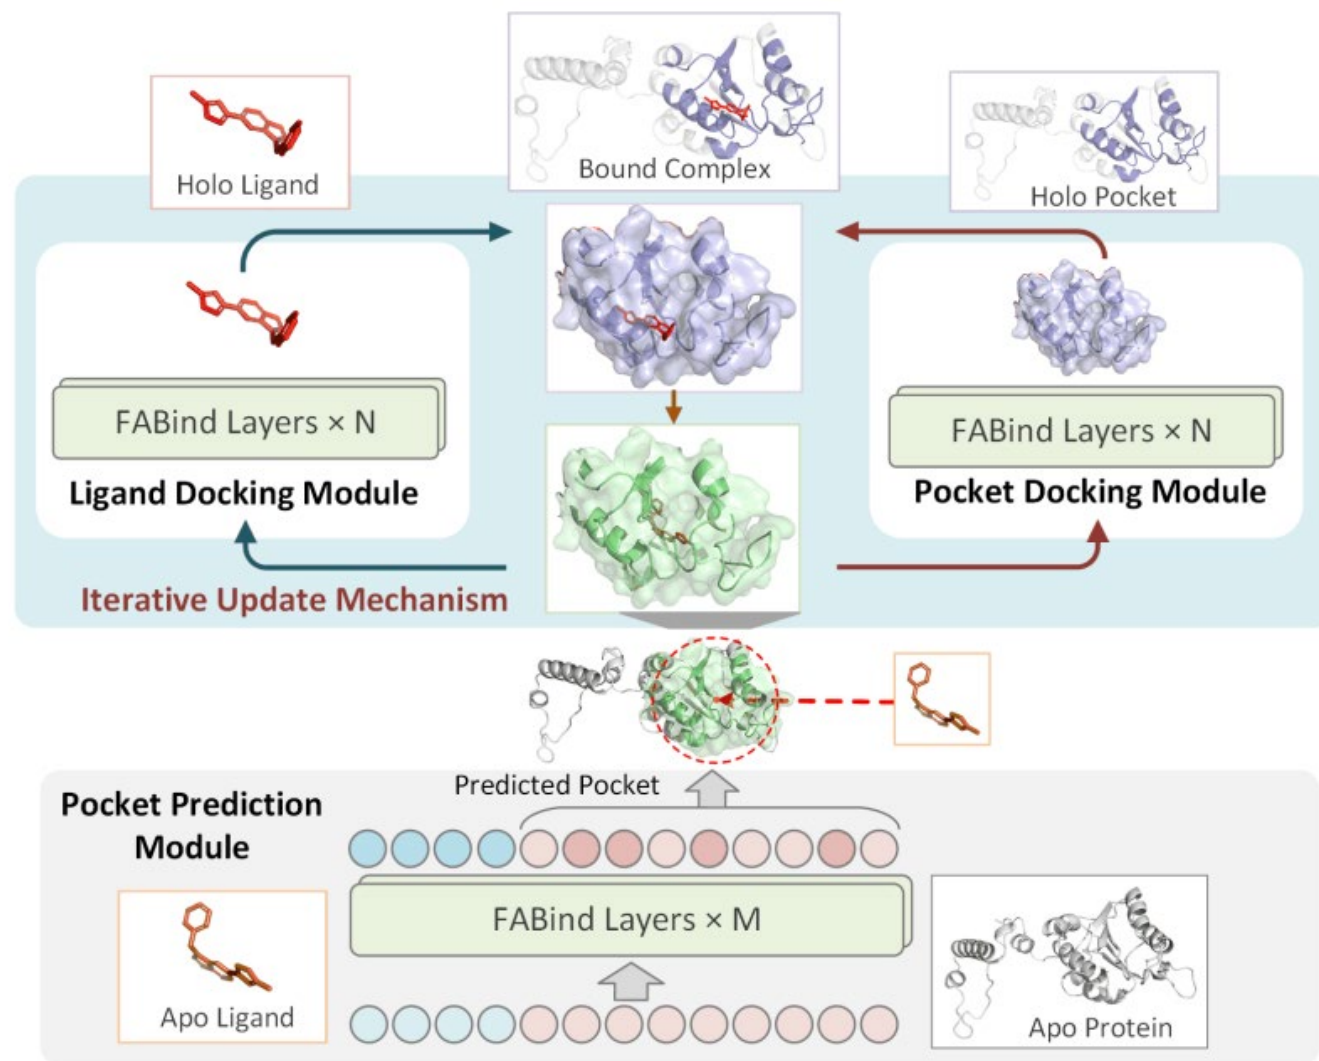 Holo Ligand
Bound Complex
Holo Pocket
FABind Layers × N
Ligand Docking Module
FABind Layers × N
Pocket Docking Module
Iterative Update Mechanism
Predicted Pocket
Pocket Prediction
Module
FABind Layers × M
Apo Ligand
Apo Protein